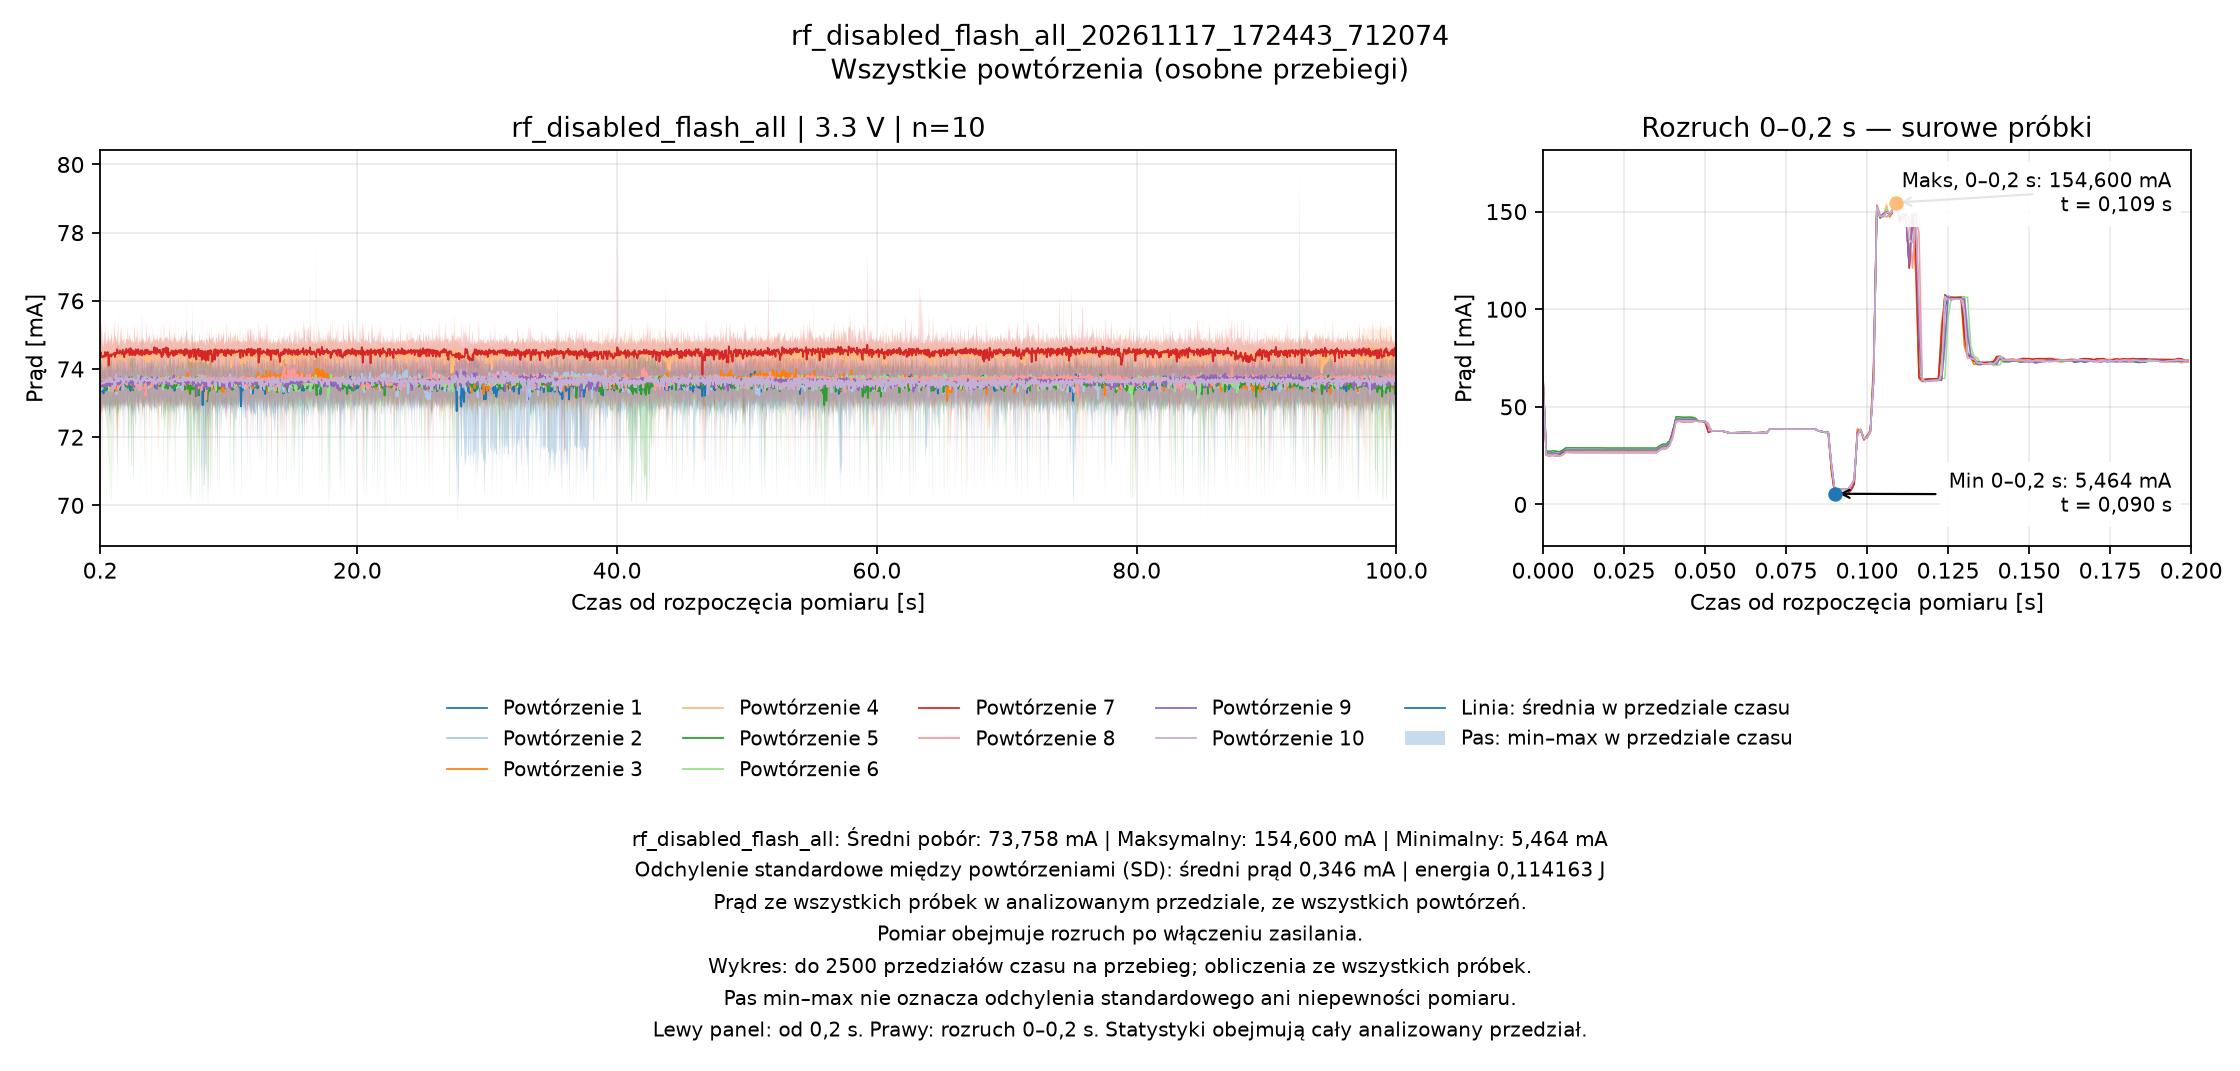 rf_disabled_flash_all_20261117_172443_712074
Wszystkie powtórzenia (osobne przebiegi)
rf_disabled_flash_all | 3.3 V | n=10
80
78
76
74
72
70
Prąd [mA]
0.2
20.0
40.0
60.0
80.0
100.0
Czas od rozpoczęcia pomiaru [s]
Rozruch 0–0,2 s — surowe próbki
Maks, 0–0,2 s: 154,600 mA
t = 0,109 s
Min 0–0,2 s: 5,464 mA
t = 0,090 s
150
100
50
0
Prąd [mA]
0.000
0.025
0.050
0.075
0.100
0.125
0.150
0.175
0.200
Czas od rozpoczęcia pomiaru [s]
Powtórzenie 1
Powtórzenie 2
Powtórzenie 3
Powtórzenie 4
Powtórzenie 5
Powtórzenie 6
Powtórzenie 7
Powtórzenie 8
Powtórzenie 9
Powtórzenie 10
Linia: średnia w przedziale czasu
Pas: min–max w przedziale czasu
rf_disabled_flash_all: Średni pobór: 73,758 mA | Maksymalny: 154,600 mA | Minimalny: 5,464 mA
Odchylenie standardowe między powtórzeniami (SD): średni prąd 0,346 mA | energia 0,114163 J
Prąd ze wszystkich próbek w analizowanym przedziale, ze wszystkich powtórzeń.
Pomiar obejmuje rozruch po włączeniu zasilania.
Wykres: do 2500 przedziałów czasu na przebieg; obliczenia ze wszystkich próbek.
Pas min–max nie oznacza odchylenia standardowego ani niepewności pomiaru.
Lewy panel: od 0,2 s. Prawy: rozruch 0–0,2 s. Statystyki obejmują cały analizowany przedział.